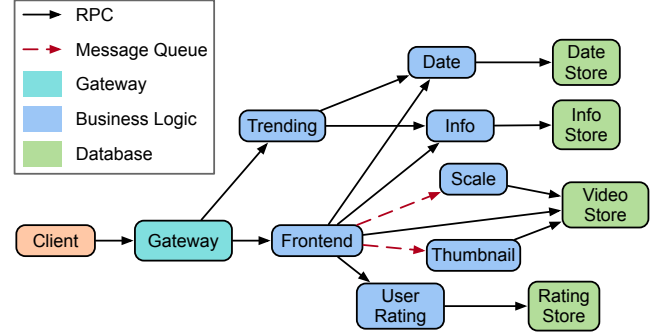 RPC
Message Queue
Gateway
Business Logic
Database
Date
Date
Store
Trending
Info
Info
Store
Scale
Video
Store
Client
Gateway
Frontend
Thumbnail
User
Rating
Rating
Store